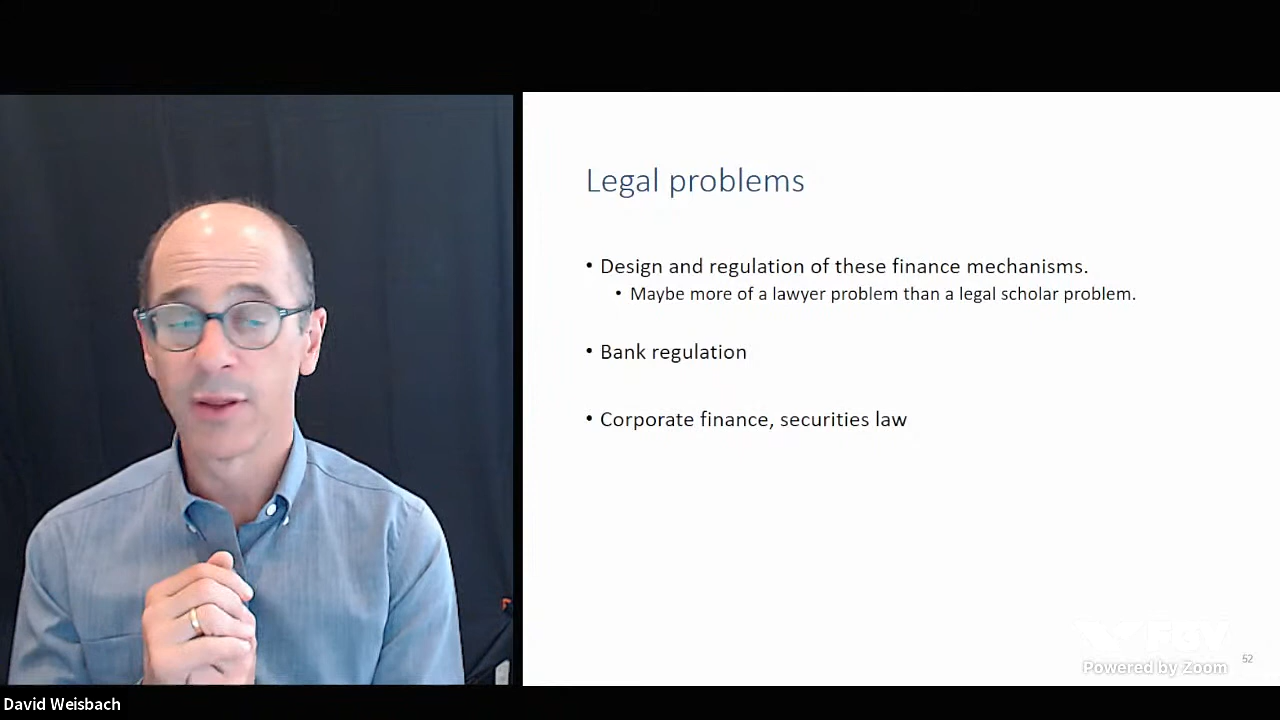 Legal problems
• Design and regulation of these finance mechanisms.
• Maybe more of a lawyer problem than a legal scholar problem.
• Bank regulation
• Corporate finance, securities law
FGV
Powered by Zoom
52
David Weisbach